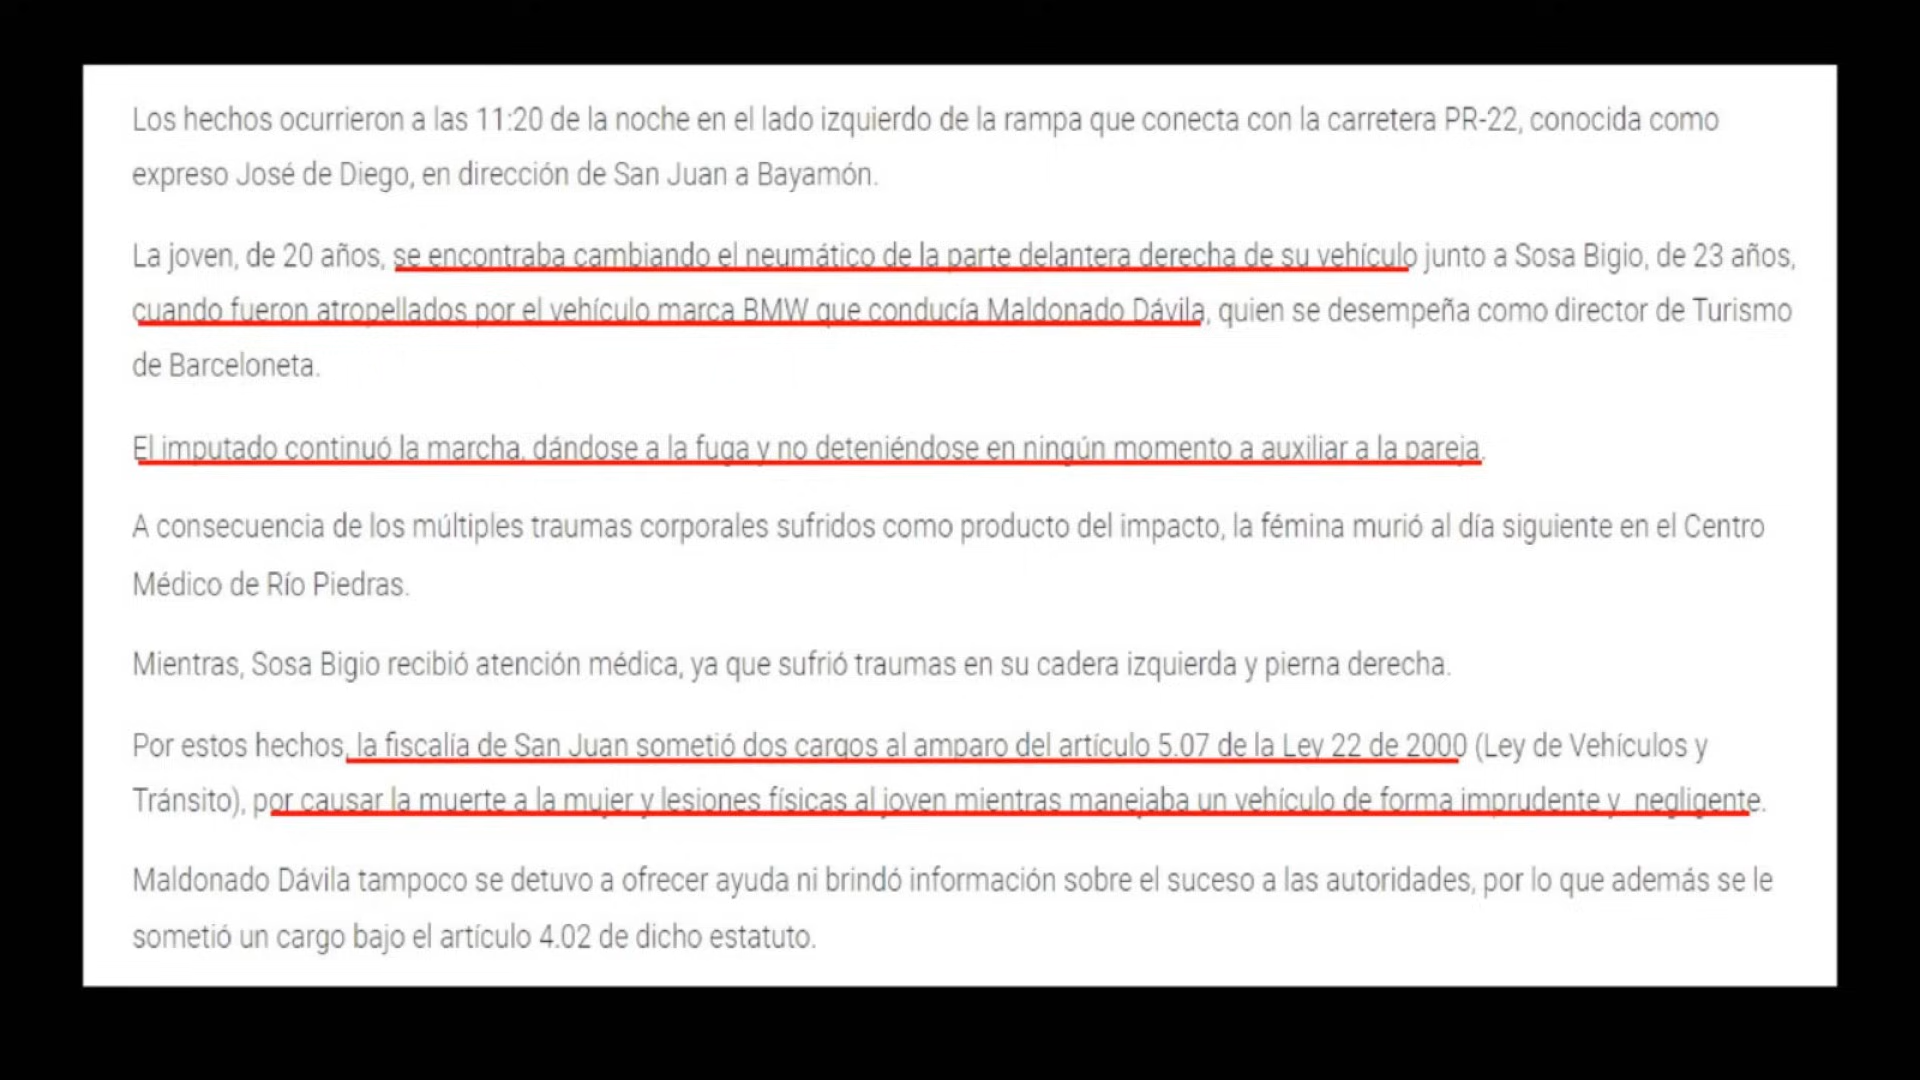 Los hechos ocurrieron a las 11:20 de la noche en el lado izquierdo de la rampa que conecta con la carretera PR-22, conocida como
expreso José de Diego, en dirección de San Juan a Bayamón.
La joven, de 20 años, se encontraba cambiando el neumático de la parte delantera derecha de su vehículo junto a Sosa Bigio, de 23 años,
cuando fueron atropellados por el vehículo marca BMW que conducía Maldonado Dávila, quien se desempeña como director de Turismo
de Barceloneta.
El imputado continuó la marcha, dándose a la fuga y no deteniéndose en ningún momento a auxiliar a la pareja.
A consecuencia de los múltiples traumas corporales sufridos como producto del impacto, la fémina murió al día siguiente en el Centro
Médico de Río Piedras.
Mientras, Sosa Bigio recibió atención médica, ya que sufrió traumas en su cadera izquierda y pierna derecha.
Por estos hechos, la fiscalía de San Juan sometió dos cargos al amparo del artículo 5.07 de la Ley 22 de 2000 (Ley de Vehículos y
Tránsito), por causar la muerte a la mujer y lesiones físicas al joven mientras manejaba un vehículo de forma imprudente y negligente.
Maldonado Dávila tampoco se detuvo a ofrecer ayuda ni brindó información sobre el suceso a las autoridades, por lo que además se le
sometió un cargo bajo el artículo 4.02 de dicho estatuto.